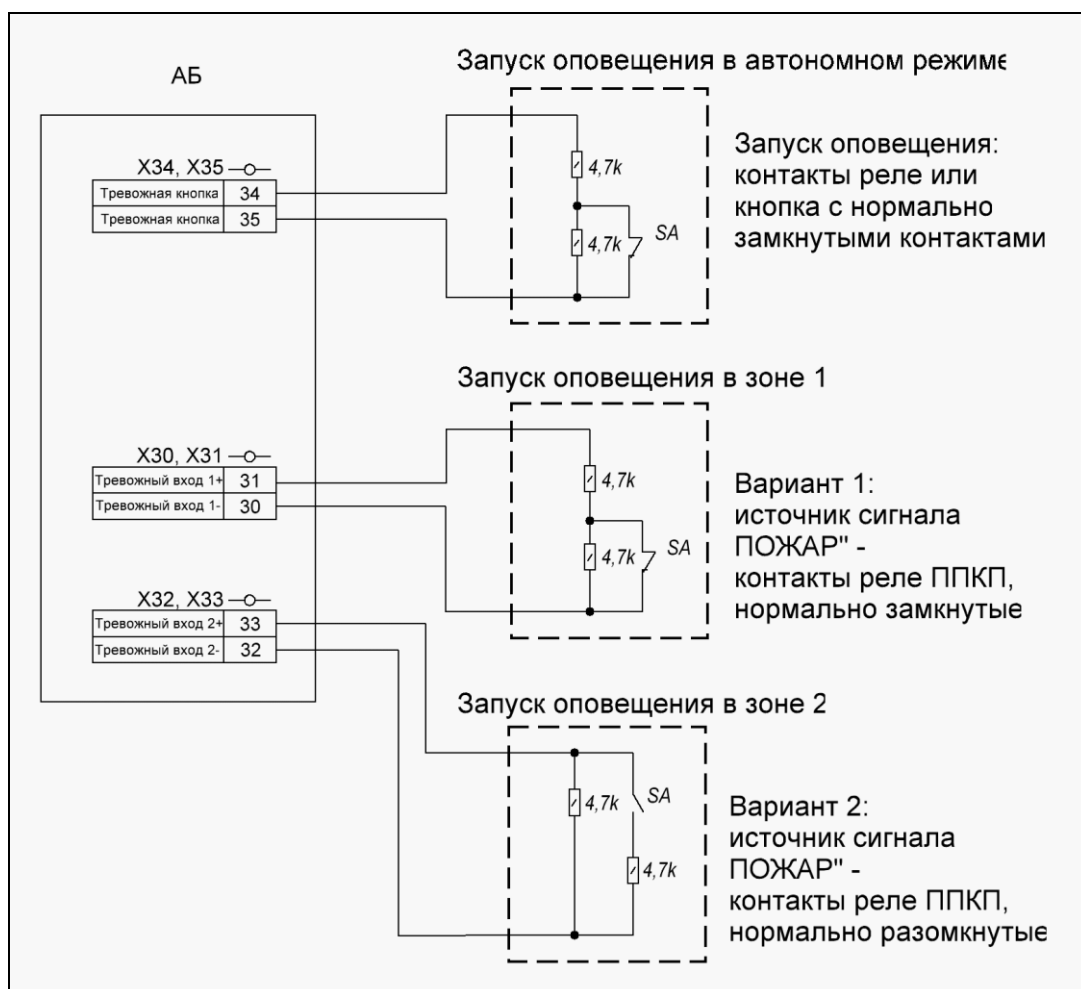 АБ
Запуск оповещения в автономном режиме
X34, X35
Тревожная кнопка 34
Тревожная кнопка 35
4,7k
4,7k
SA
Запуск оповещения:
контакты реле или
кнопка с нормально
замкнутыми контактами
Запуск оповещения в зоне 1
X30, X31
Тревожный вход 1+ 31
Тревожный вход 1- 30
4,7k
4,7k
SA
Вариант 1:
источник сигнала
ПОЖАР" -
контакты реле ППКП,
нормально замкнутые
X32, X33
Тревожный вход 2+ 33
Тревожный вход 2- 32
Запуск оповещения в зоне 2
4,7k
SA
4,7k
Вариант 2:
источник сигнала
ПОЖАР" -
контакты реле ППКП,
нормально разомкнутые